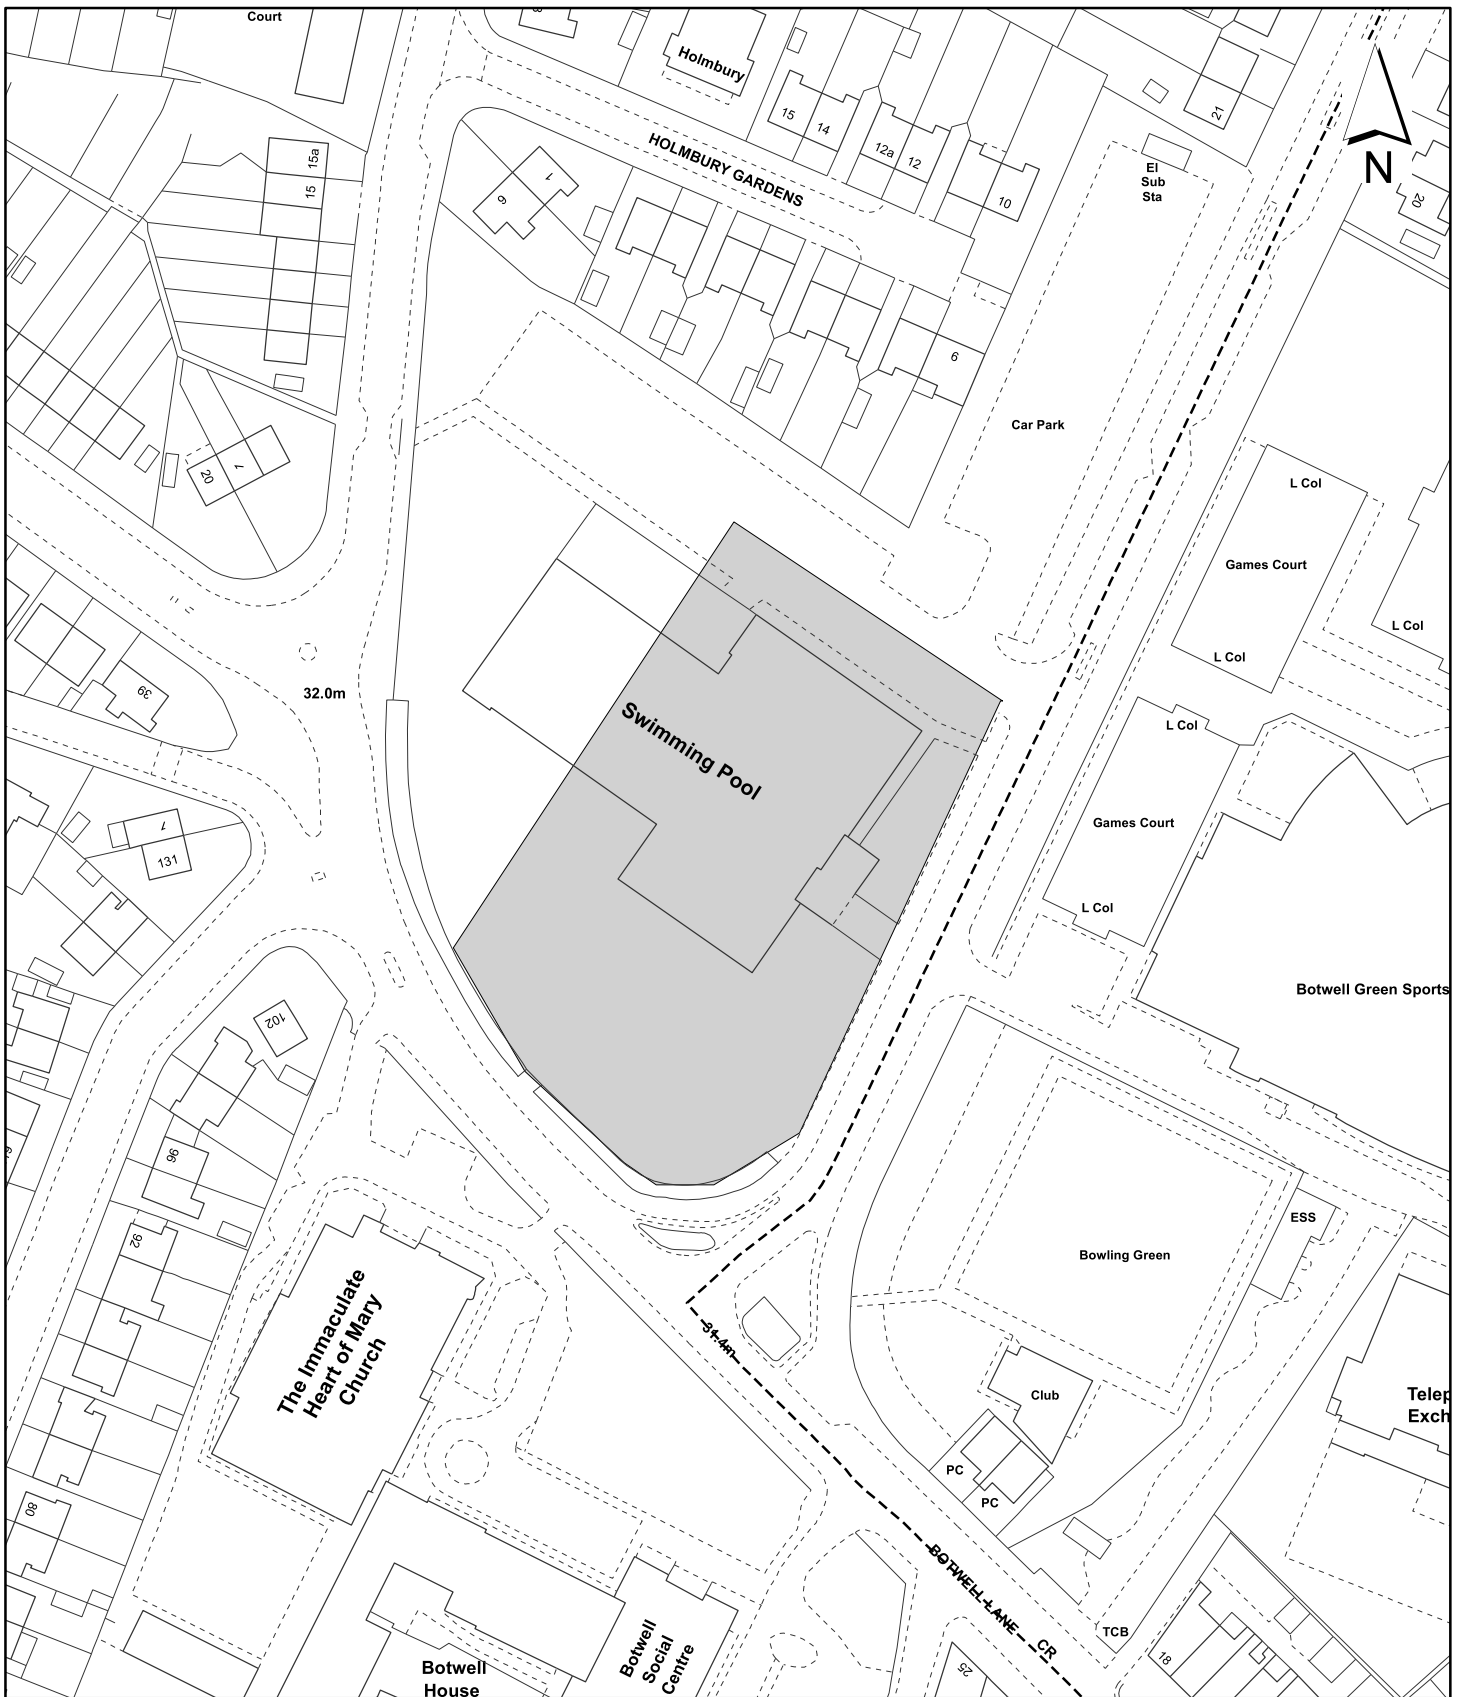 Court
Holmbury
15
14
12a
12
10
21
HOLMBURY GARDENS
El
Sub
Sta
N
20
15a
15
1
9
6
Car Park
L Col
Games Court
L Col
L Col
20
7
39
32.0m
Swimming Pool
L Col
Games Court
L Col
Botwell Green Sports
7
131
102
96
92
80
The Immaculate
Heart of Mary
Church
ESS
Bowling Green
31.4m
Club
PC
PC
Telep
Exch
BOTWELL LANE
CR
TCB
18
25
Botwell
Social
Centre
Botwell
House